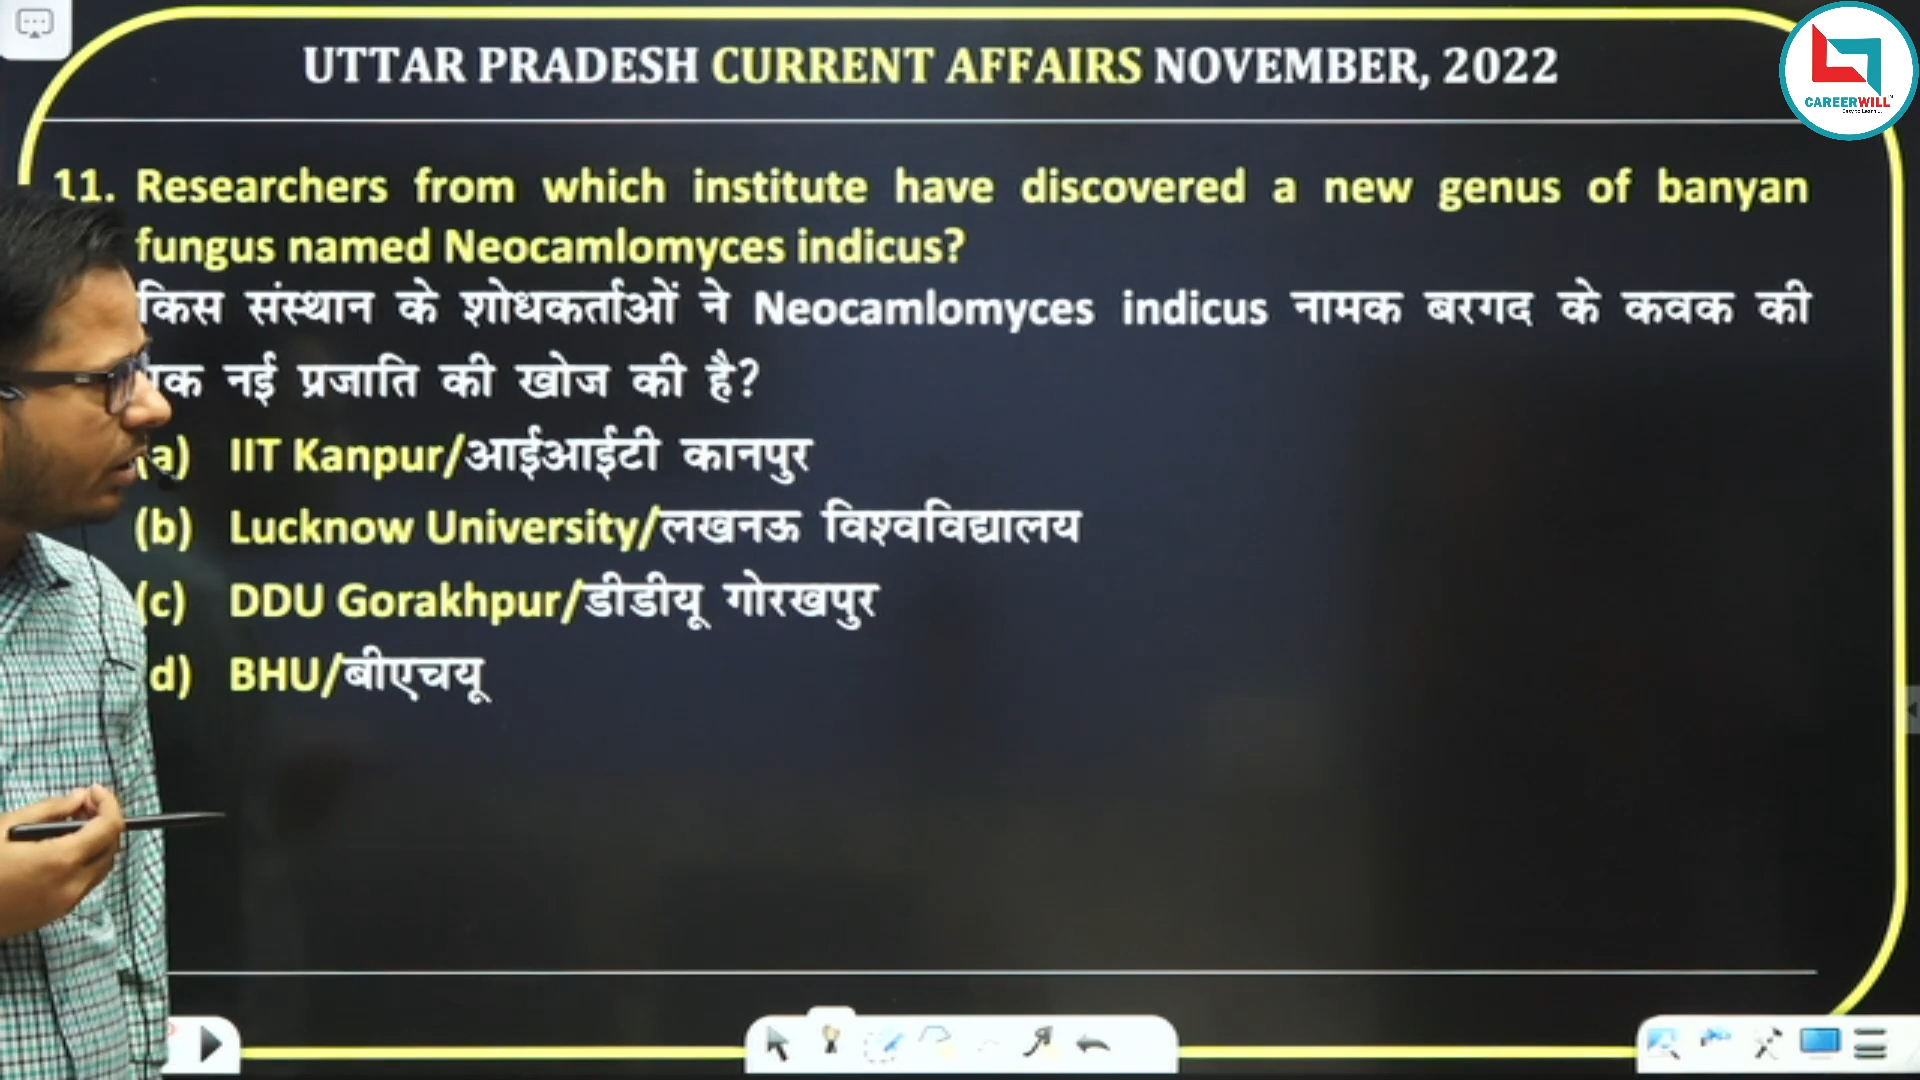 UTTAR PRADESH CURRENT AFFAIRS NOVEMBER, 2022
CAREERWILL
11. Researchers from which institute have discovered a new genus of banyan
fungus named Neocamlomyces indicus?
किस संस्थान के शोधकर्ताओं ने Neocamlomyces indicus नामक बरगद के कवक की
नई प्रजाति की खोज की है?
(a) IIT Kanpur/आईआईटी कानपुर
(b) Lucknow University/लखनऊ विश्वविद्यालय
(c) DDU Gorakhpur/डीडीयू गोरखपुर
d) BHU/बीएचयू